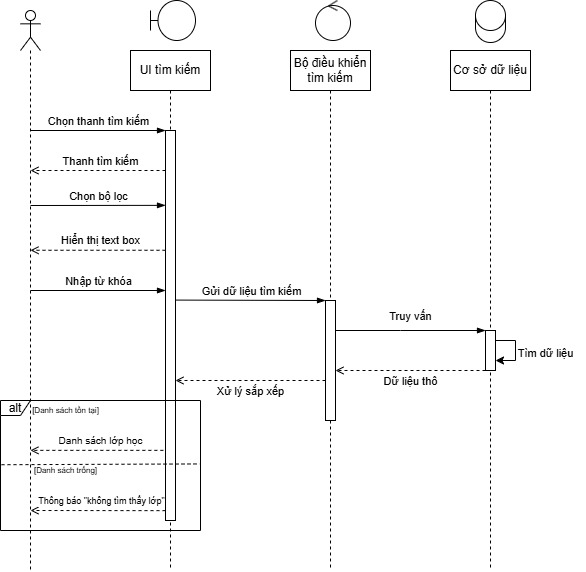 UI tìm kiếm
Bộ điều khiển
tìm kiếm
Cơ sở dữ liệu
Chọn thanh tìm kiếm
Thanh tìm kiếm
Chọn bộ lọc
Hiển thị text box
Nhập từ khóa
Gửi dữ liệu tìm kiếm
Truy vấn
Tìm dữ liệu
Dữ liệu thô
Xử lý sắp xếp
alt
[Danh sách tồn tại]
Danh sách lớp học
[Danh sách trống]
Thông báo "không tìm thấy lớp"